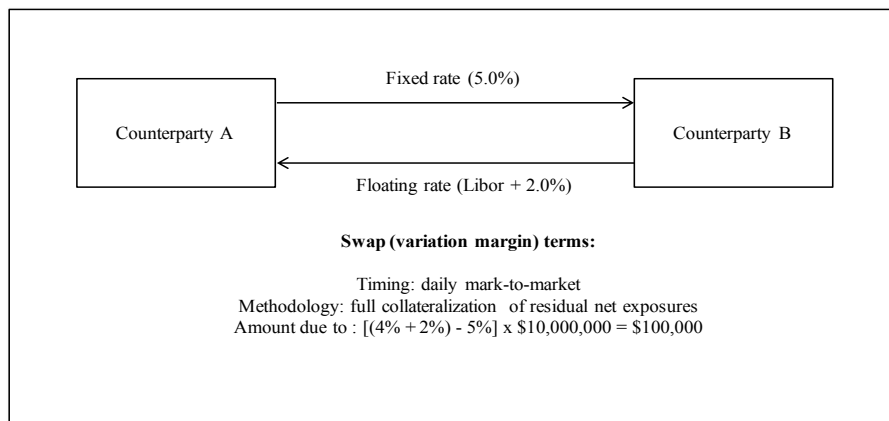 Fixed rate (5.0%)
Counterparty A
Counterparty B
Floating rate (Libor + 2.0%)
Swap (variation margin) terms:
Timing: daily mark-to-market
Methodology: full collateralization of residual net exposures
Amount due to : [(4% + 2%) - 5%] x $10,000,000 = $100,000